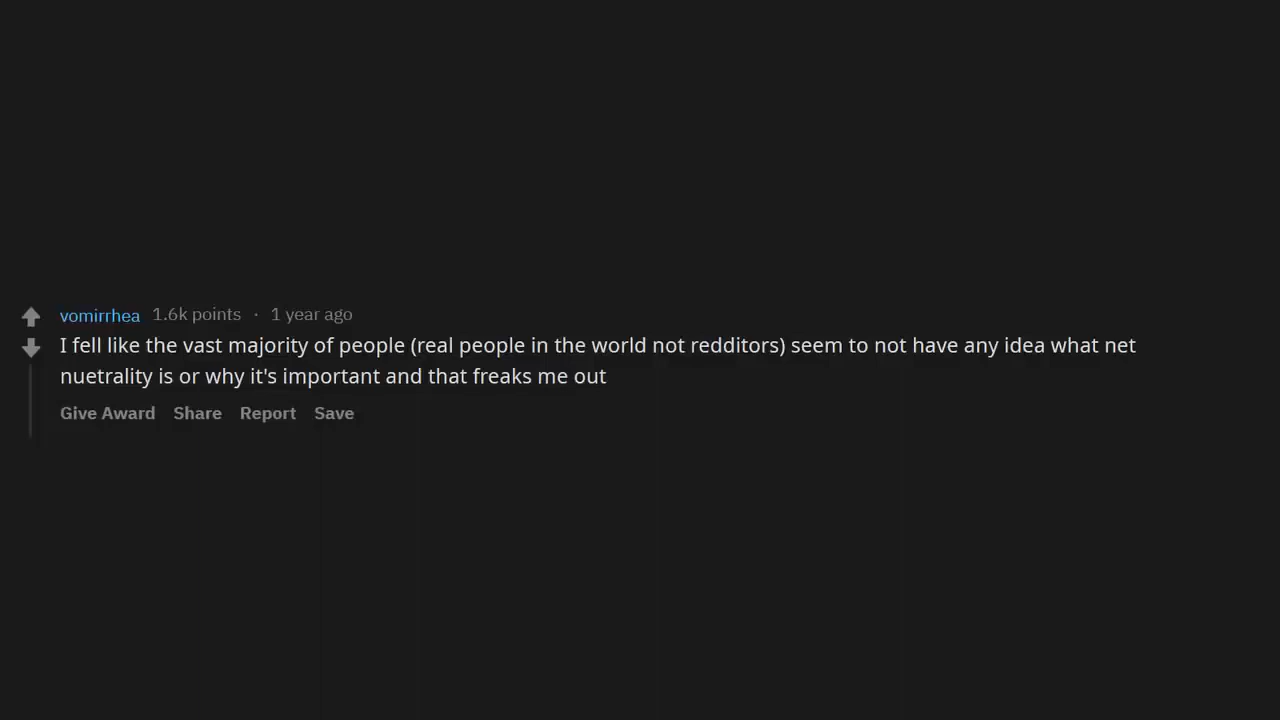 vomirrhea 1.6k points · 1 year ago
I fell like the vast majority of people (real people in the world not redditors) seem to not have any idea what net
nuetrality is or why it's important and that freaks me out
Give Award Share Report Save